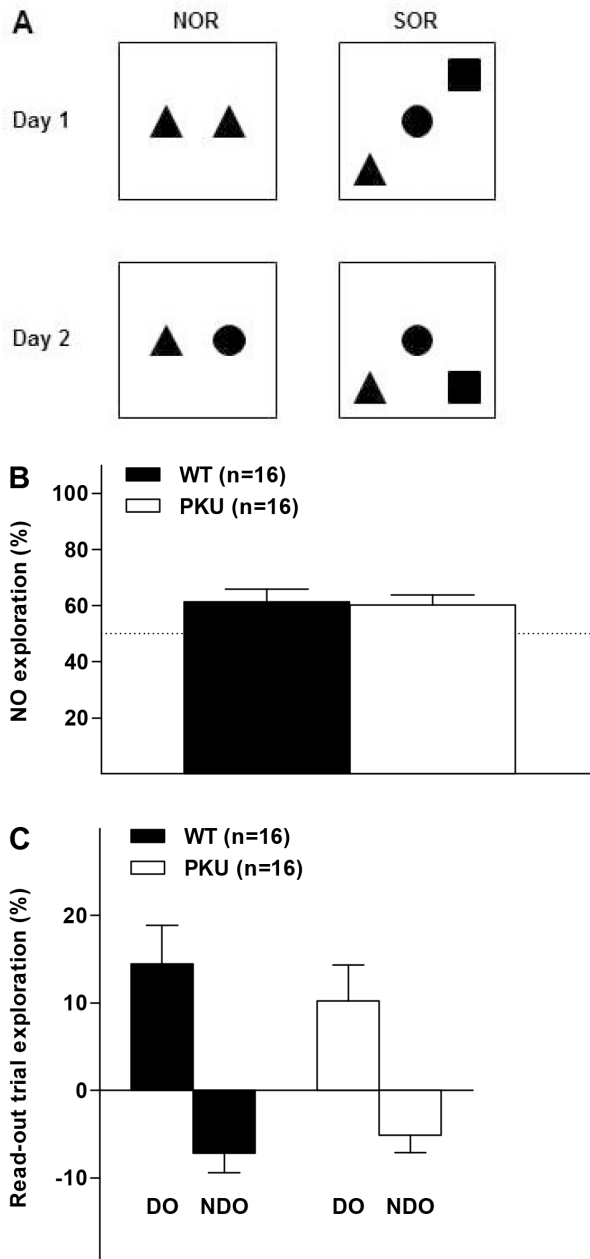 A
NOR SOR
Day 1
Day 2
B
WT (n=16)
PKU (n=16)
NO exploration (%)
100
80
60
40
20
C
WT (n=16)
PKU (n=16)
Read-out trial exploration (%)
20
10
0
-10
DO NDO DO NDO